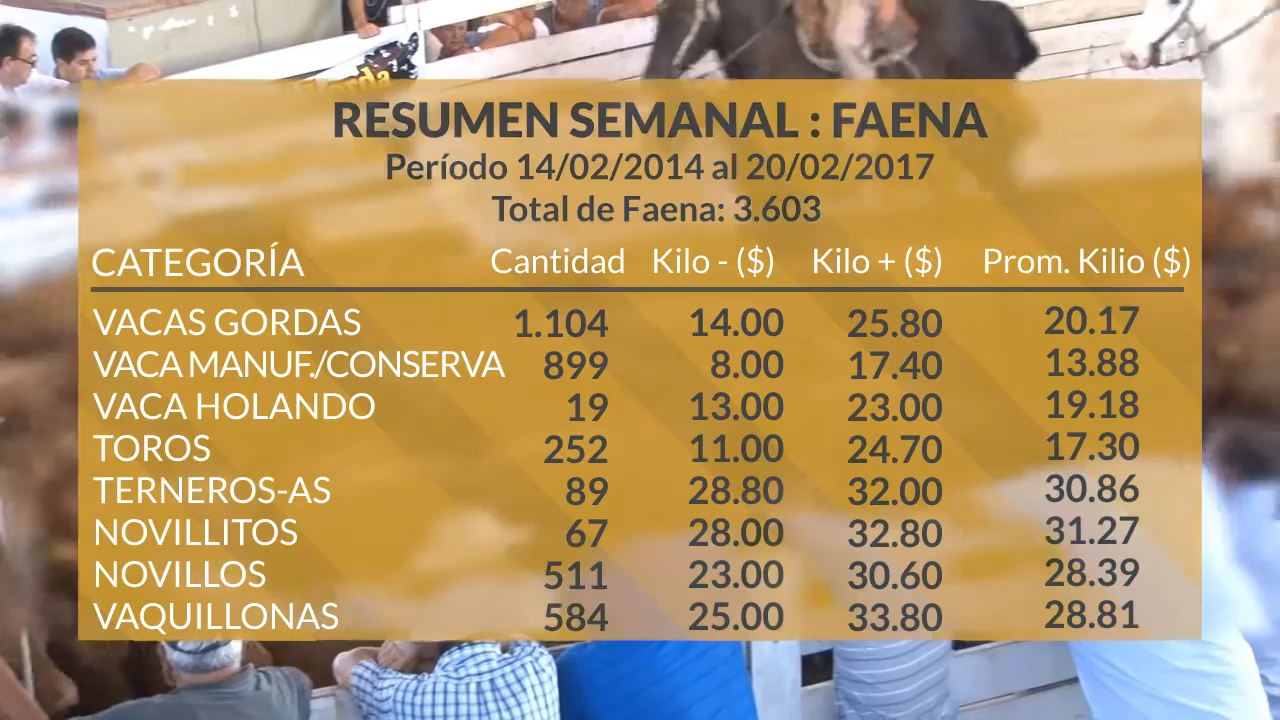 orda
RESUMEN SEMANAL : FAENA
Período 14/02/2014 al 20/02/2017
Total de Faena: 3.603
CATEGORÍA Cantidad Kilo - ($) Kilo + ($) Prom. Kilio ($)
VACAS GORDAS 1.104 14.00 25.80 20.17
VACA MANUF./CONSERVA 899 8.00 17.40 13.88
VACA HOLANDO 19 13.00 23.00 19.18
TOROS 252 11.00 24.70 17.30
TERNEROS-AS 89 28.80 32.00 30.86
NOVILLITOS 67 28.00 32.80 31.27
NOVILLOS 511 23.00 30.60 28.39
VAQUILLONAS 584 25.00 33.80 28.81